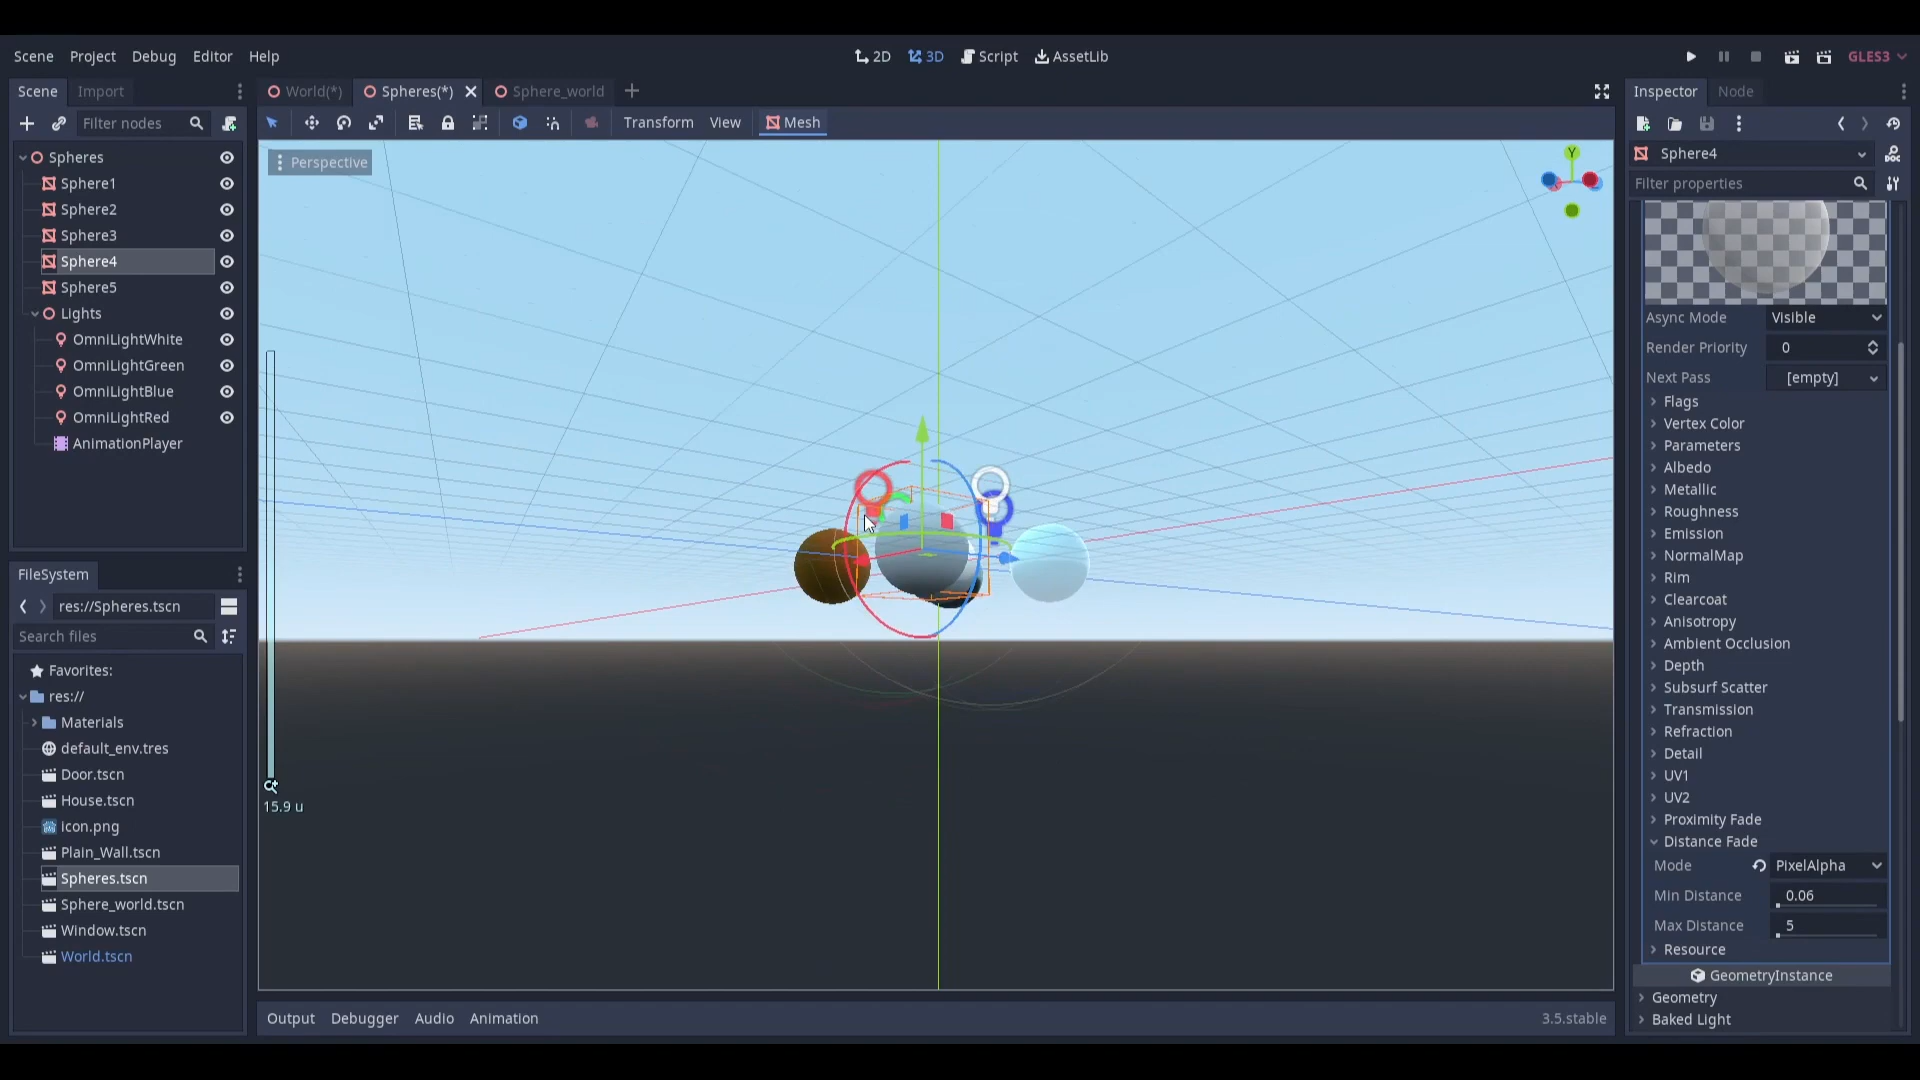 Scene Project Debug Editor Help 2D 3D Script AssetLib GLES3
Scene Import World(*) Spheres(*) Sphere_world Inspector Node
Filter nodes Transform View Mesh
Spheres
Sphere1
Sphere2
Sphere3
Sphere4
Sphere5
Lights
OmniLightWhite
OmniLightGreen
OmniLightBlue
OmniLightRed
AnimationPlayer
FileSystem
res://Spheres.tscn
Search files
Favorites:
res://
Materials
default_env.tres
Door.tscn
House.tscn
icon.png
Plain_Wall.tscn
Spheres.tscn
Sphere_world.tscn
Window.tscn
World.tscn
Perspective
Y
15.9 u
Output Debugger Audio Animation 3.5.stable
Sphere4
Filter properties
Async Mode Visible
Render Priority 0
Next Pass [empty]
Flags
Vertex Color
Parameters
Albedo
Metallic
Roughness
Emission
NormalMap
Rim
Clearcoat
Anisotropy
Ambient Occlusion
Depth
Subsurf Scatter
Transmission
Refraction
Detail
UV1
UV2
Proximity Fade
Distance Fade
Mode PixelAlpha
Min Distance 0.06
Max Distance 5
Resource
GeometryInstance
Geometry
Baked Light